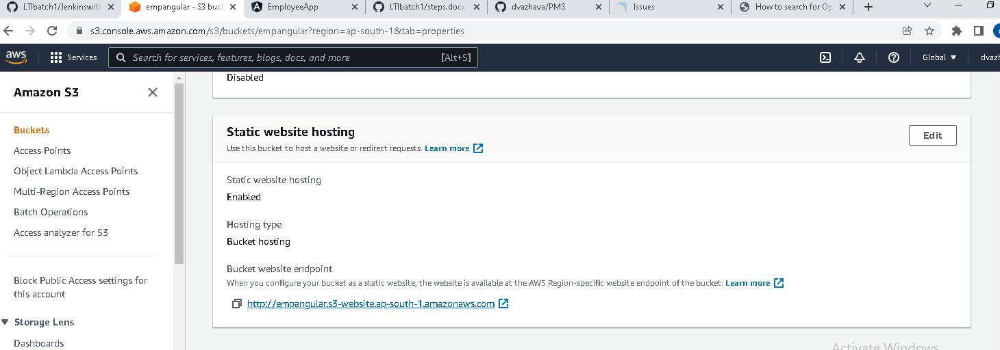 LTIbatch1/Jenkinswith
empangular - S3 buc
EmployeeApp
LTIbatch1/steps.docx
dvazhava/PMS
Issues
How to search for Op
s3.console.aws.amazon.com/s3/buckets/empangular?region=ap-south-1&tab=properties
aws
Services
Search for services, features, blogs, docs, and more
[Alt+S]
Global
dvazh
Amazon S3
Buckets
Access Points
Object Lambda Access Points
Multi-Region Access Points
Batch Operations
Access analyzer for S3
Block Public Access settings for
this account
Storage Lens
Dashboards
Disabled
Static website hosting
Edit
Use this bucket to host a website or redirect requests. Learn more
Static website hosting
Enabled
Hosting type
Bucket hosting
Bucket website endpoint
When you configure your bucket as a static website, the website is available at the AWS Region-specific website endpoint of the bucket. Learn more
http://empangular.s3-website.ap-south-1.amazonaws.com
Activate Windows